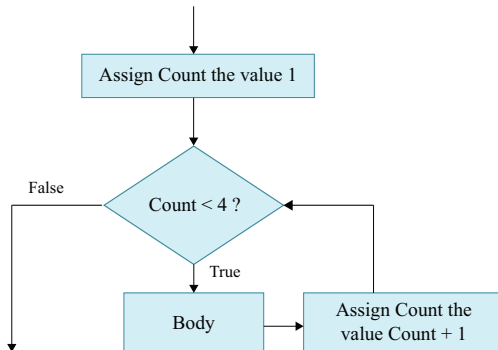 Assign Count the value 1
False
Count < 4 ?
True
Body
Assign Count the
value Count + 1